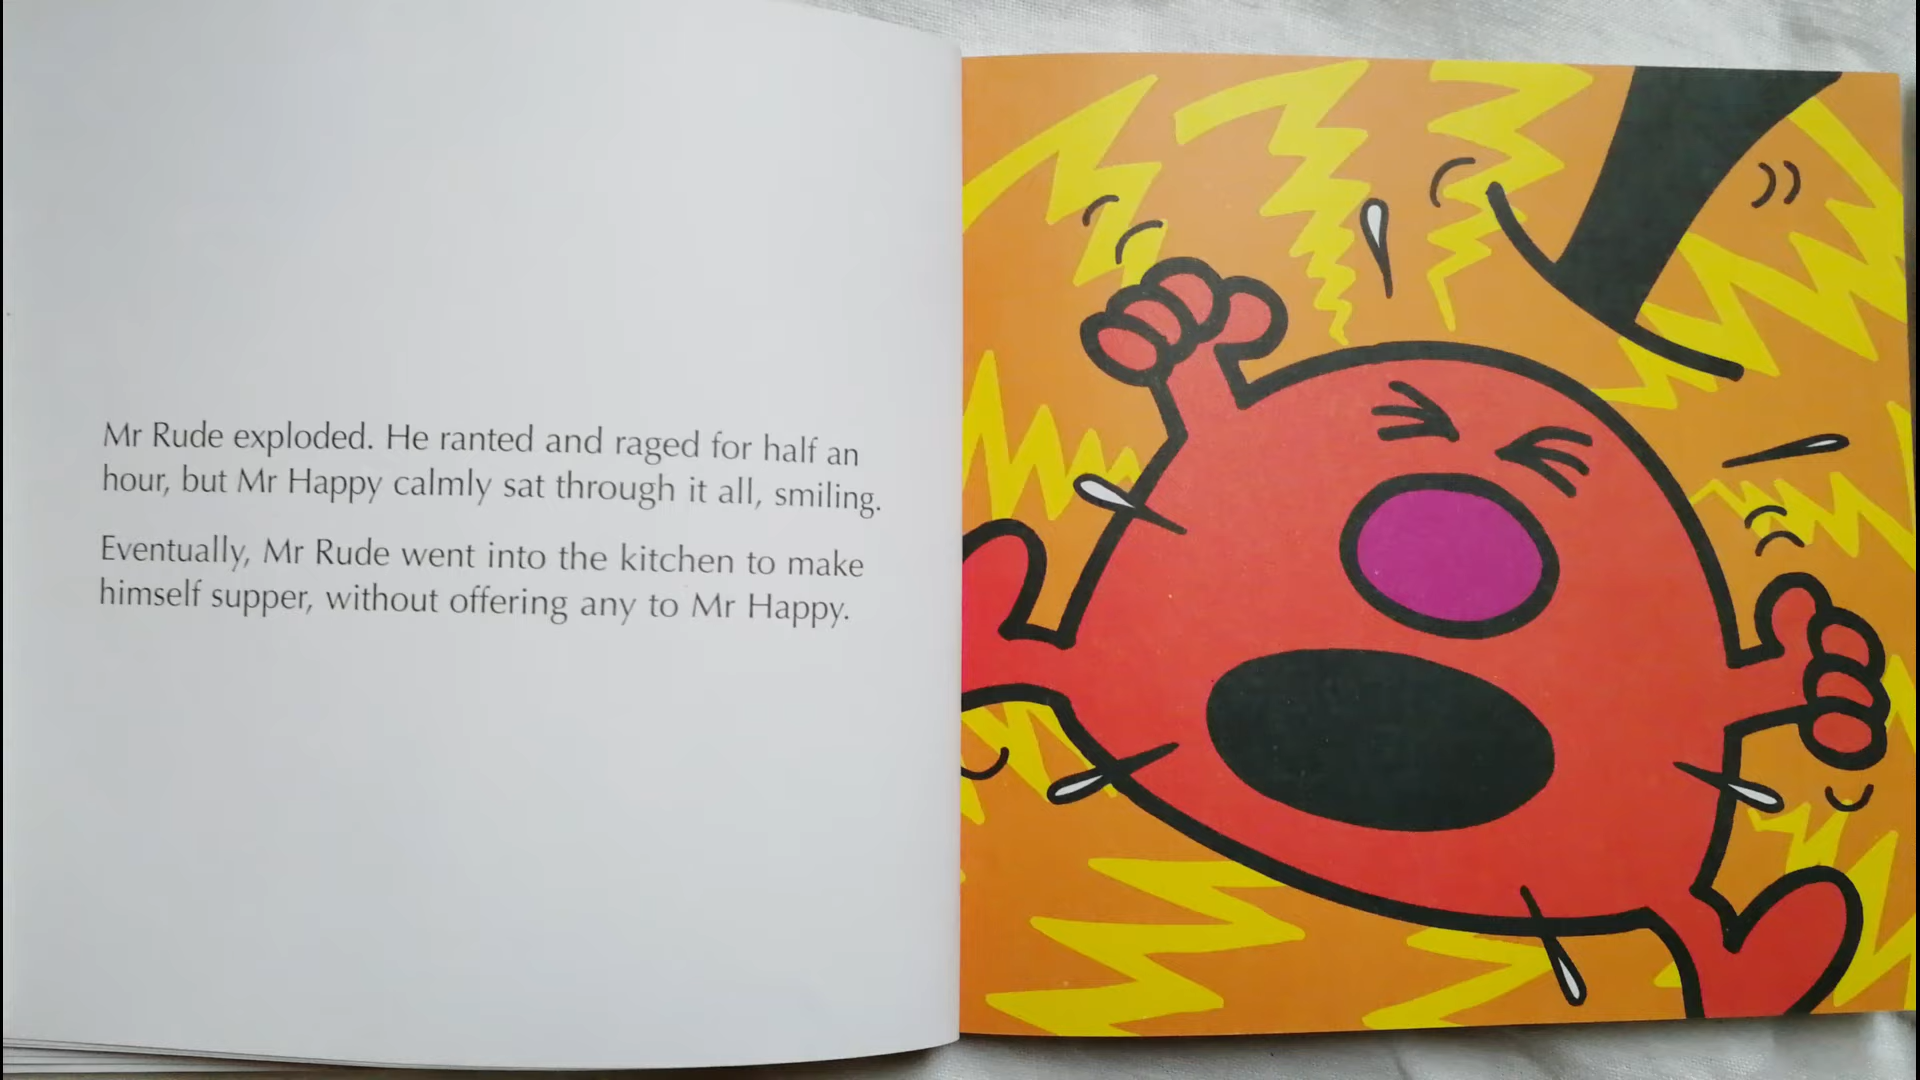 Mr Rude exploded. He ranted and raged for half an
hour, but Mr Happy calmly sat through it all, smiling.
Eventually, Mr Rude went into the kitchen to make
himself supper, without offering any to Mr Happy.